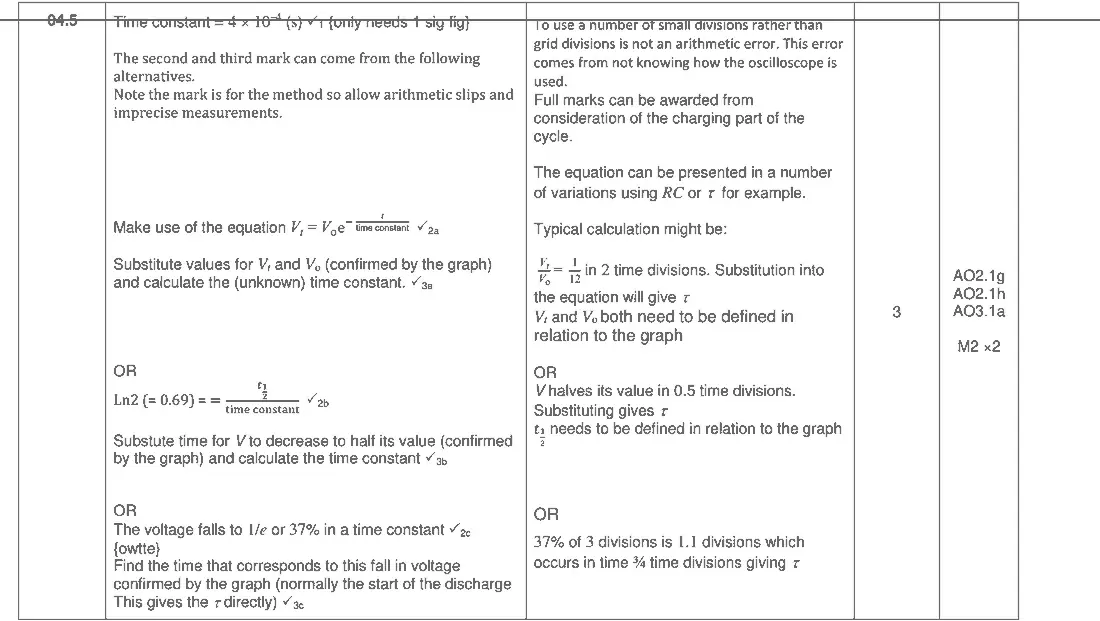 04.5
Time constant = 4 × 10⁻⁴ (s) ✓1 {only needs 1 sig fig}
The second and third mark can come from the following
alternatives.
Note the mark is for the method so allow arithmetic slips and
imprecise measurements.
Make use of the equation Vₜ = V₀e^(− t / time constant) ✓2a
Substitute values for Vₜ and V₀ (confirmed by the graph)
and calculate the (unknown) time constant. ✓3a
OR
Ln2 (= 0.69) = = t½ / time constant ✓2b
Substute time for V to decrease to half its value (confirmed
by the graph) and calculate the time constant ✓3b
OR
The voltage falls to 1/e or 37% in a time constant ✓2c
{owtte}
Find the time that corresponds to this fall in voltage
confirmed by the graph (normally the start of the discharge
This gives the τ directly) ✓3c
To use a number of small divisions rather than
grid divisions is not an arithmetic error. This error
comes from not knowing how the oscilloscope is
used.
Full marks can be awarded from
consideration of the charging part of the
cycle.
The equation can be presented in a number
of variations using RC or τ for example.
Typical calculation might be:
Vₜ/V₀ = 1/12 in 2 time divisions. Substitution into
the equation will give τ
Vₜ and V₀ both need to be defined in
relation to the graph
OR
V halves its value in 0.5 time divisions.
Substituting gives τ
t½ needs to be defined in relation to the graph
OR
37% of 3 divisions is 1.1 divisions which
occurs in time ¾ time divisions giving τ
3
AO2.1g
AO2.1h
AO3.1a
M2 ×2